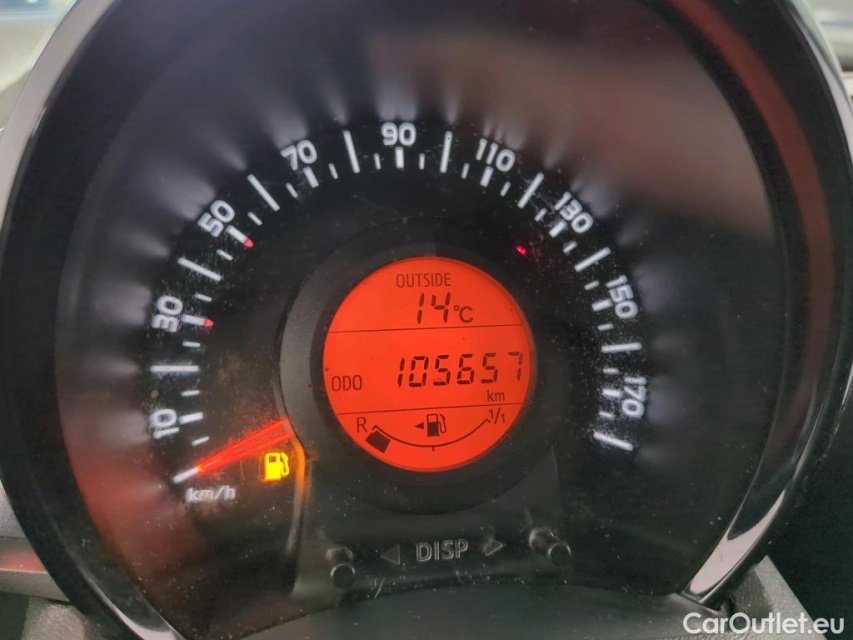 10
30
50
70
90
110
130
150
170
km/h
OUTSIDE
14°C
ODO 105657
km
R 1/1
DISP
CarOutlet.eu